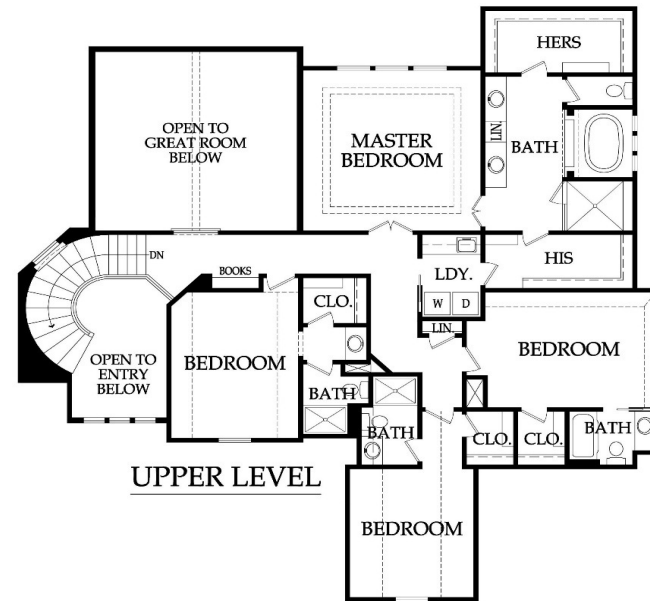 HERS
OPEN TO
GREAT ROOM
BELOW
MASTER
BEDROOM
LIN.
BATH
DN
BOOKS
LDY.
HIS
W D
CLO.
LIN.
OPEN TO
ENTRY
BELOW
BEDROOM
BEDROOM
BATH
BATH
CLO.
CLO.
BATH
UPPER LEVEL
BEDROOM